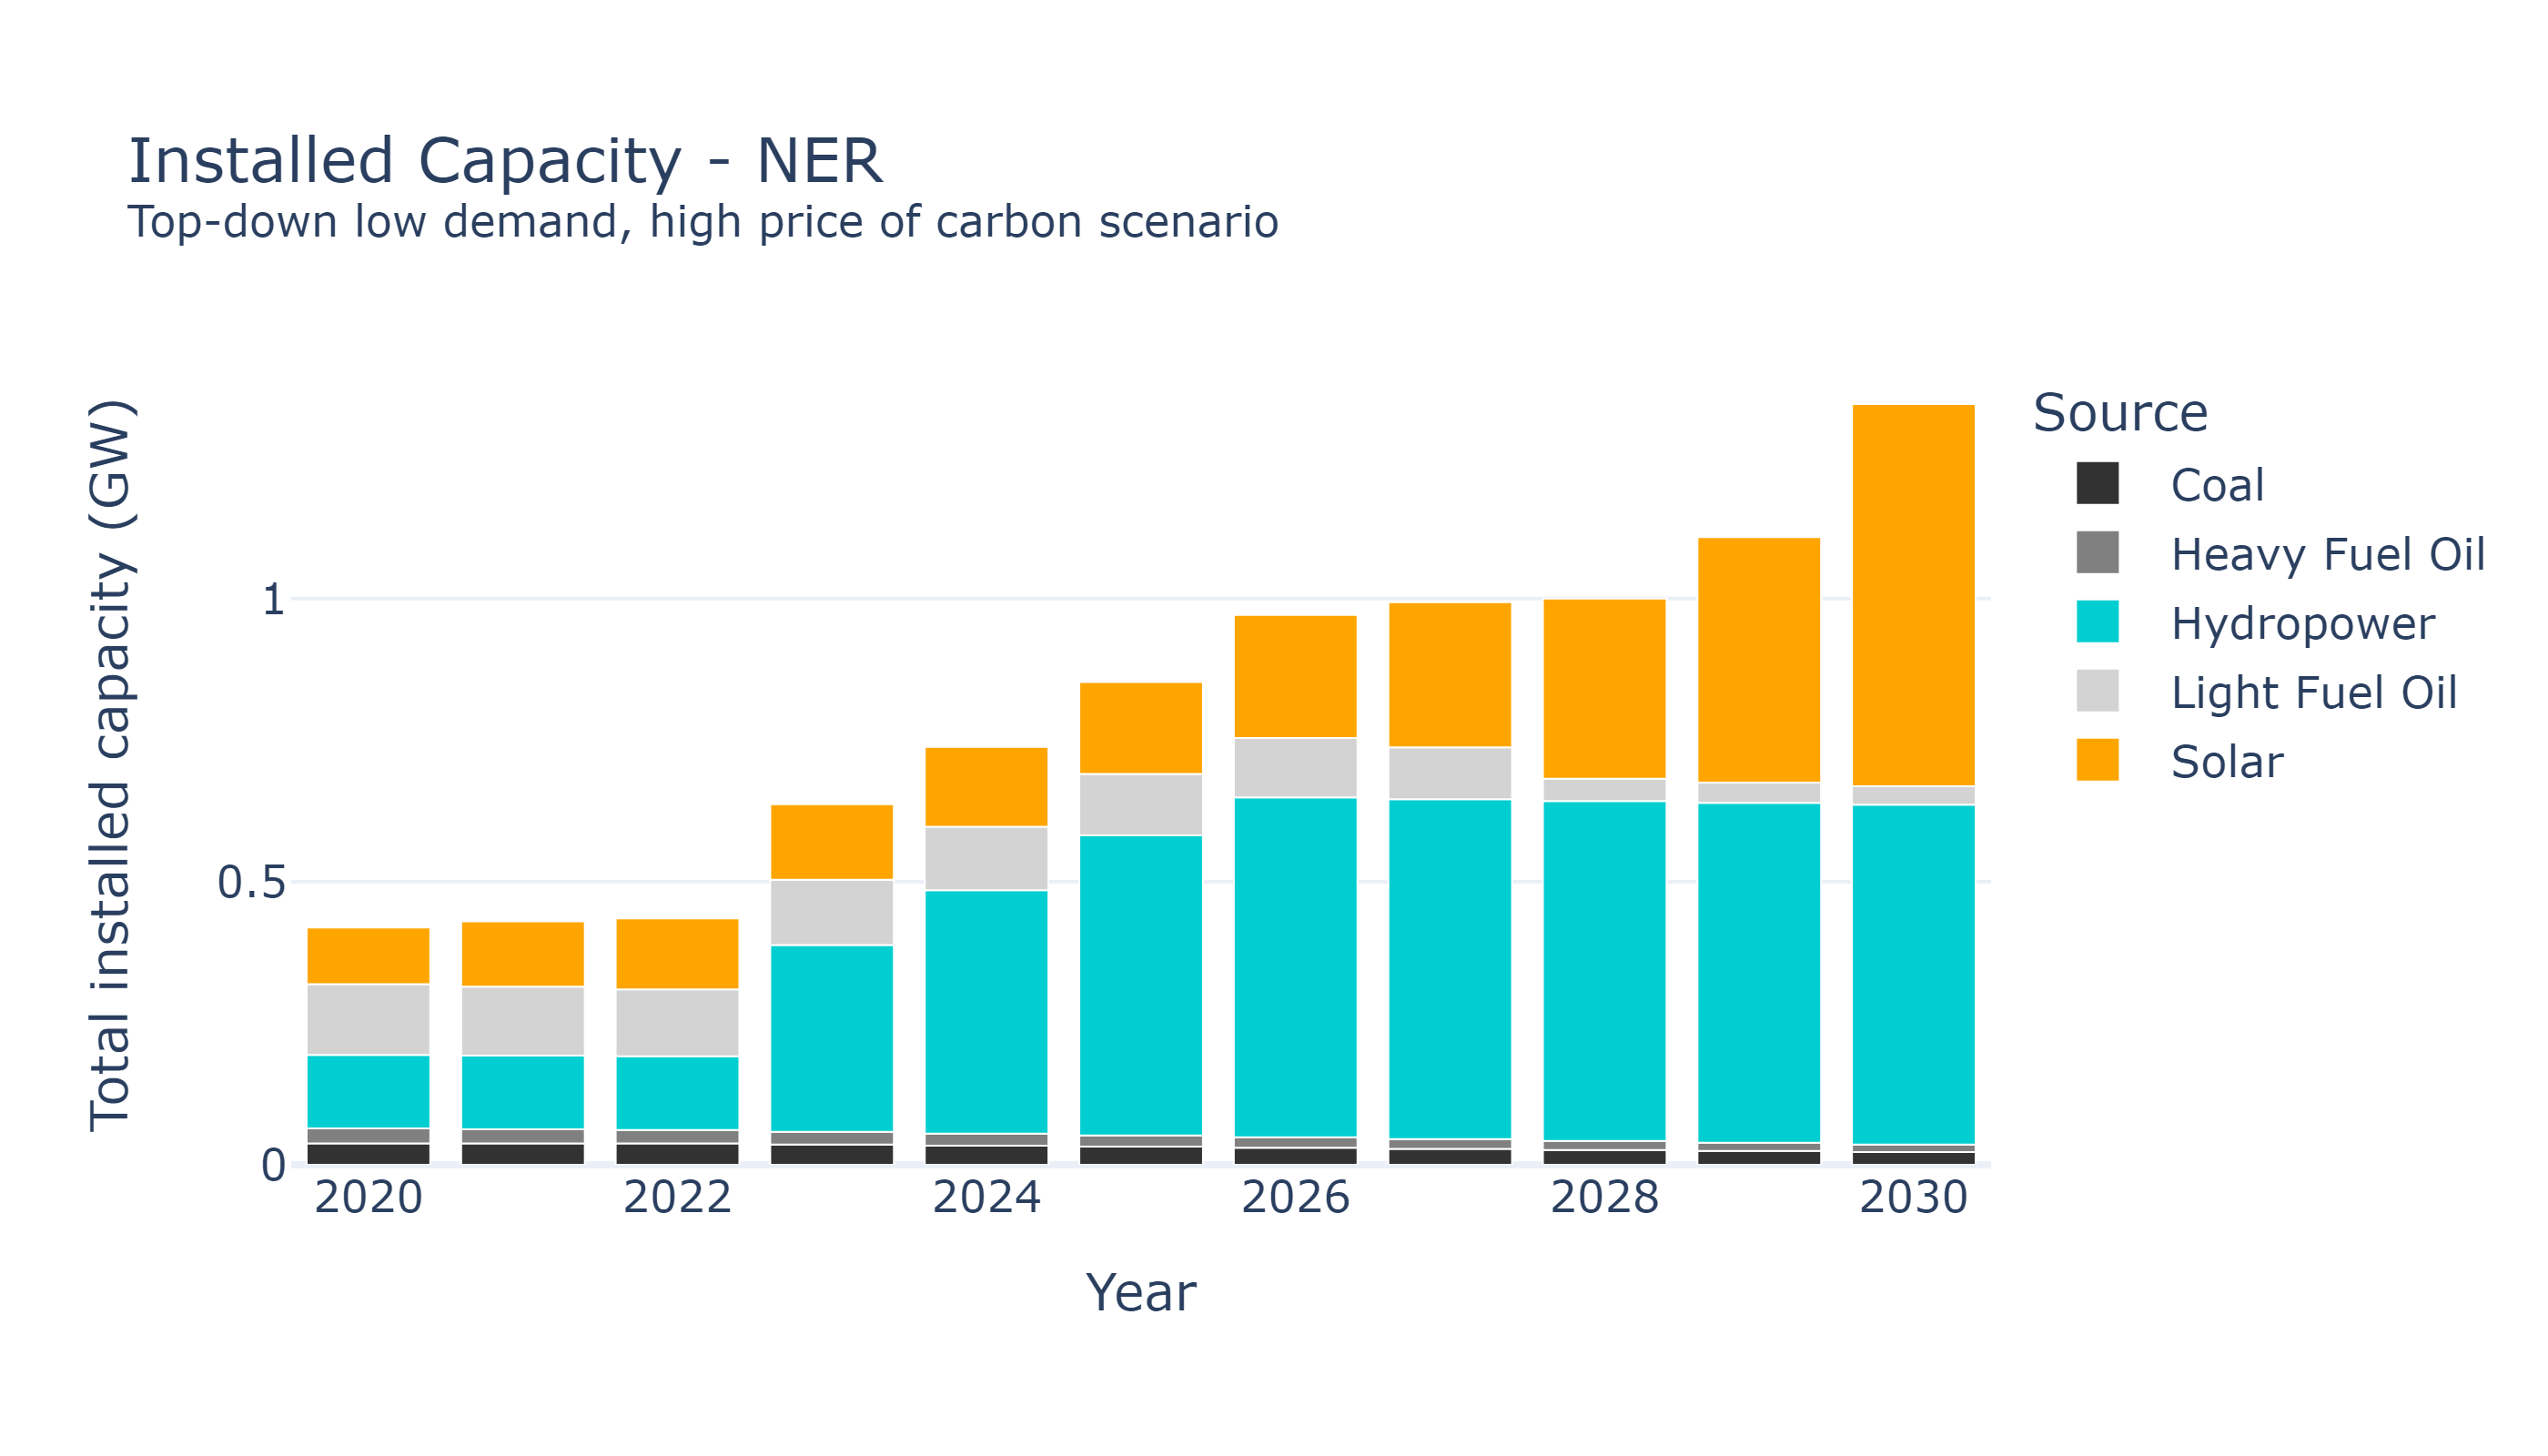 Installed Capacity - NER
Top-down low demand, high price of carbon scenario
Total installed capacity (GW)
1
0.5
0
2020
2022
2024
2026
2028
2030
Year
Source
Coal
Heavy Fuel Oil
Hydropower
Light Fuel Oil
Solar